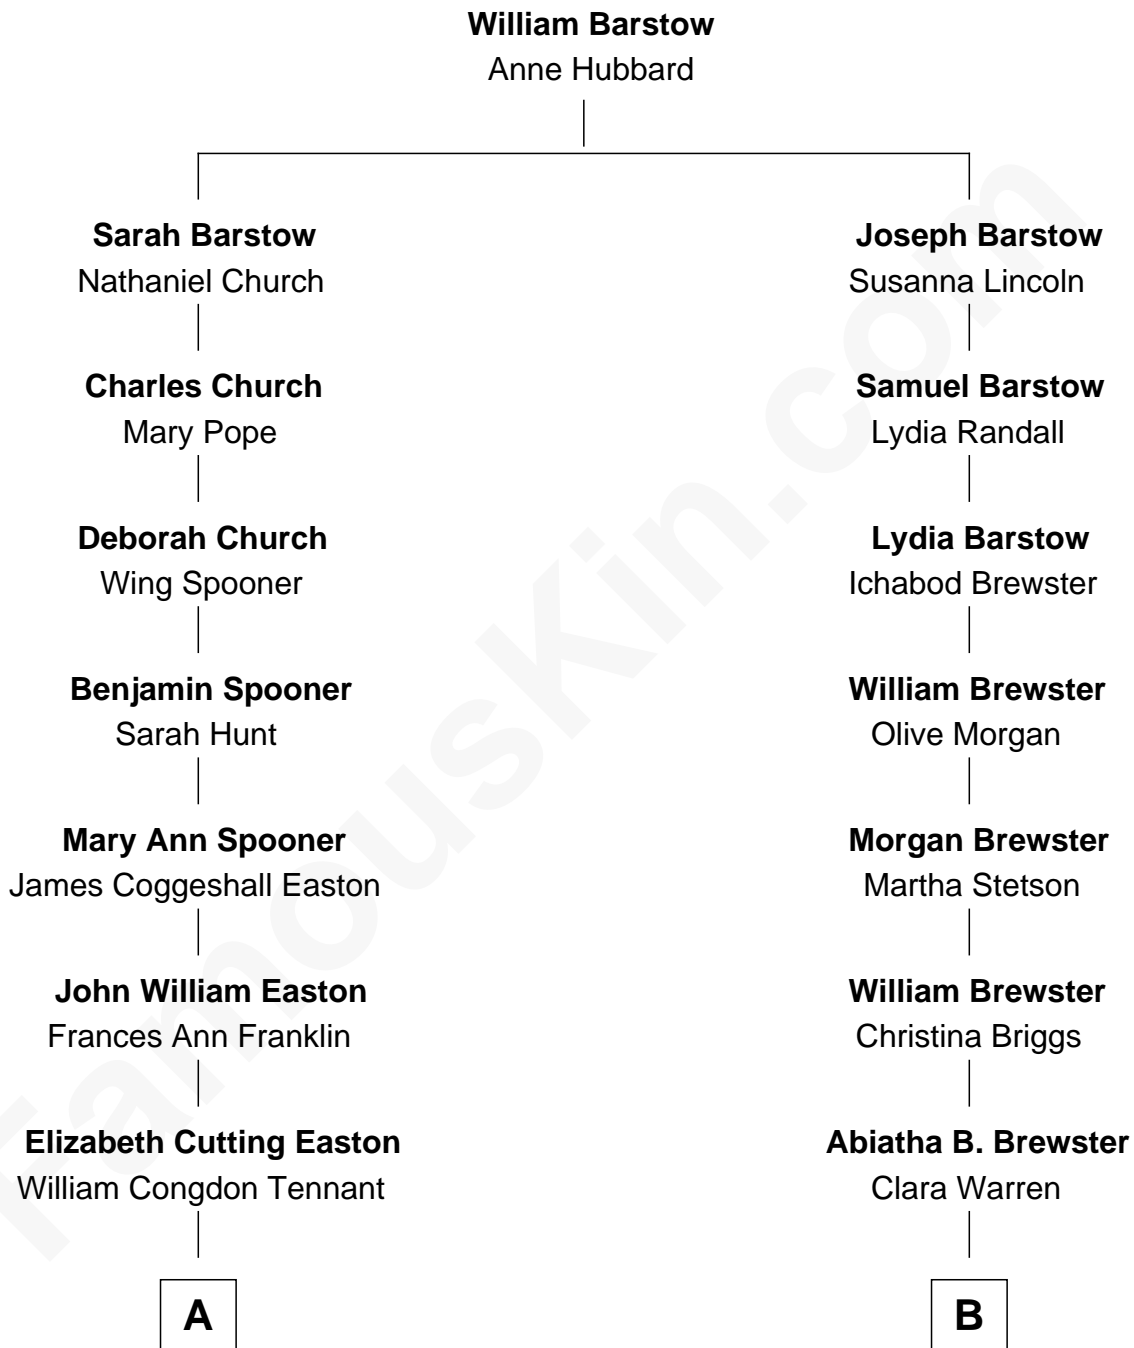 William Barstow
Anne Hubbard
Sarah Barstow
Nathaniel Church
Joseph Barstow
Susanna Lincoln
Charles Church
Mary Pope
Samuel Barstow
Lydia Randall
Deborah Church
Wing Spooner
Lydia Barstow
Ichabod Brewster
Benjamin Spooner
Sarah Hunt
William Brewster
Olive Morgan
Mary Ann Spooner
James Coggeshall Easton
Morgan Brewster
Martha Stetson
John William Easton
Frances Ann Franklin
William Brewster
Christina Briggs
Elizabeth Cutting Easton
William Congdon Tennant
Abiatha B. Brewster
Clara Warren
A
B
FamousKin.com